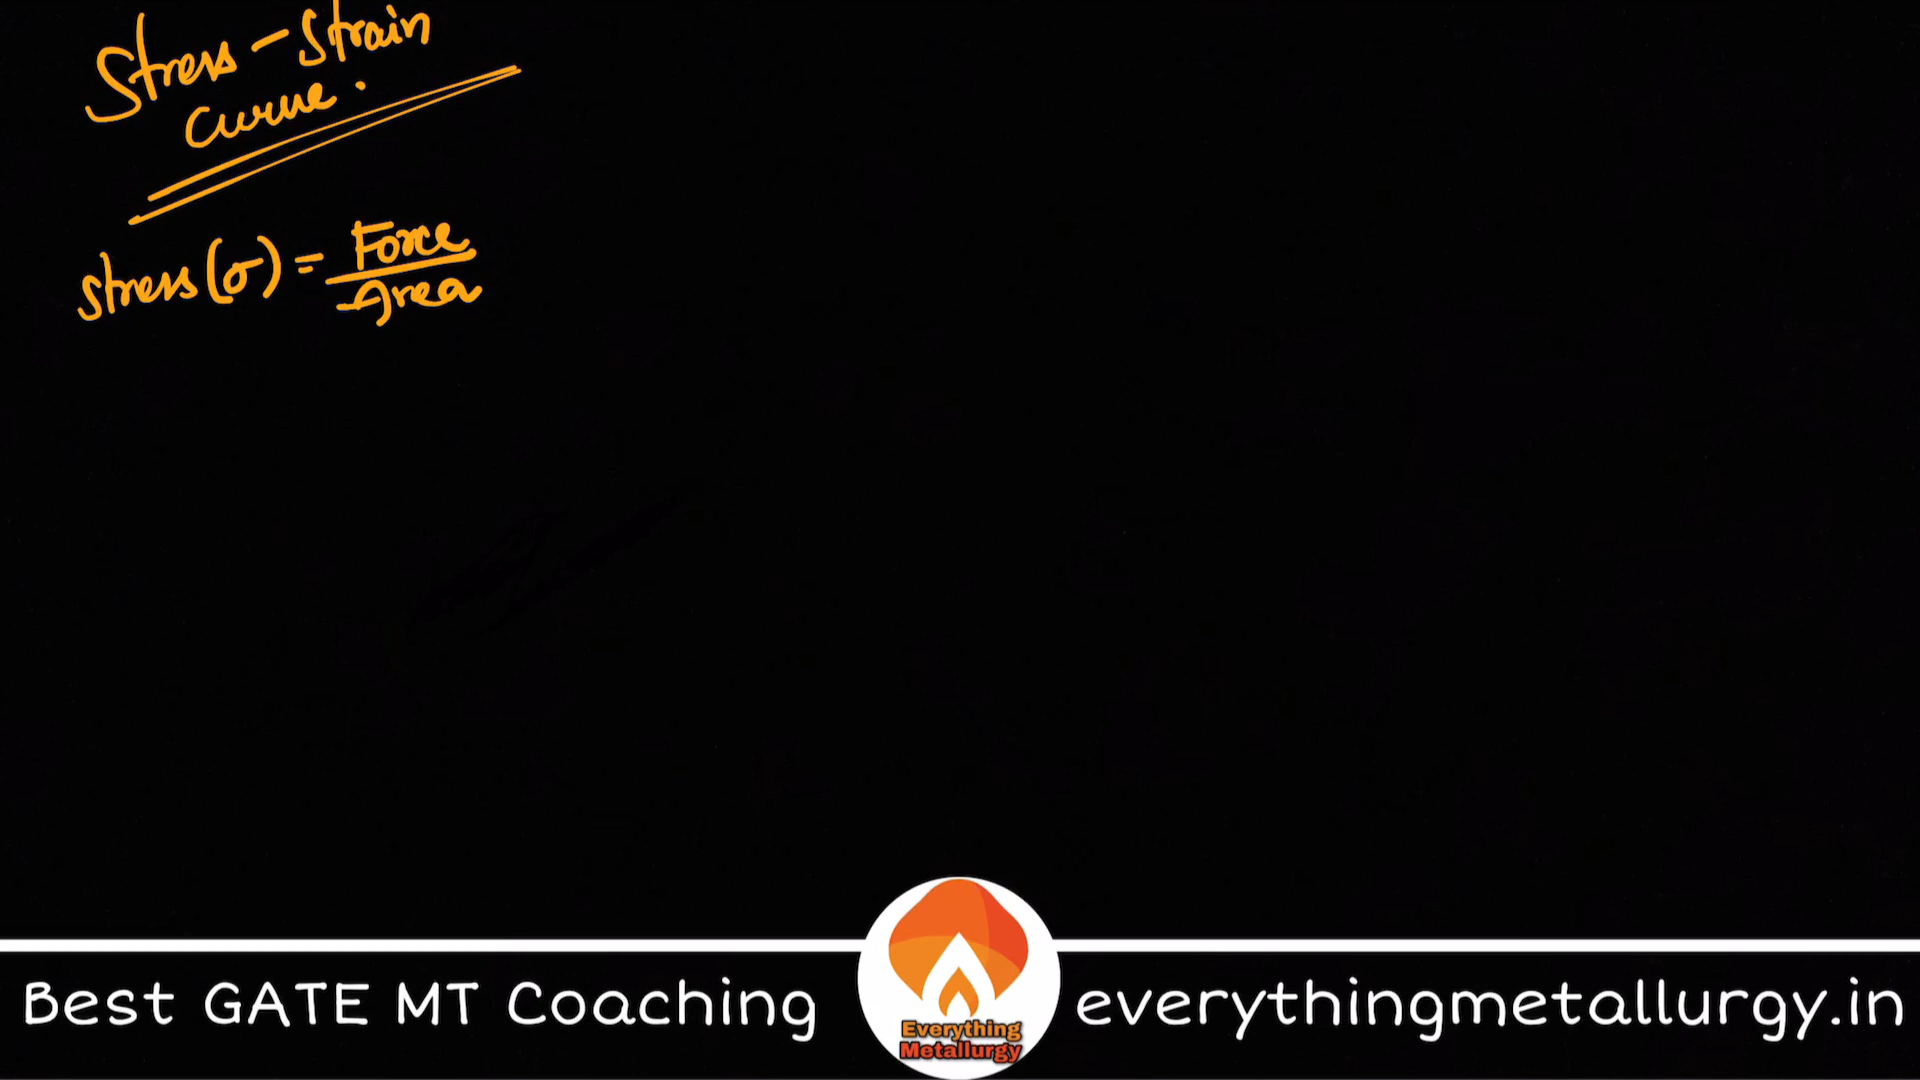 Stress - Strain
Curve.
stress (σ) = Force / Area
Best GATE MT Coaching
Everything
Metallurgy
everythingmetallurgy.in